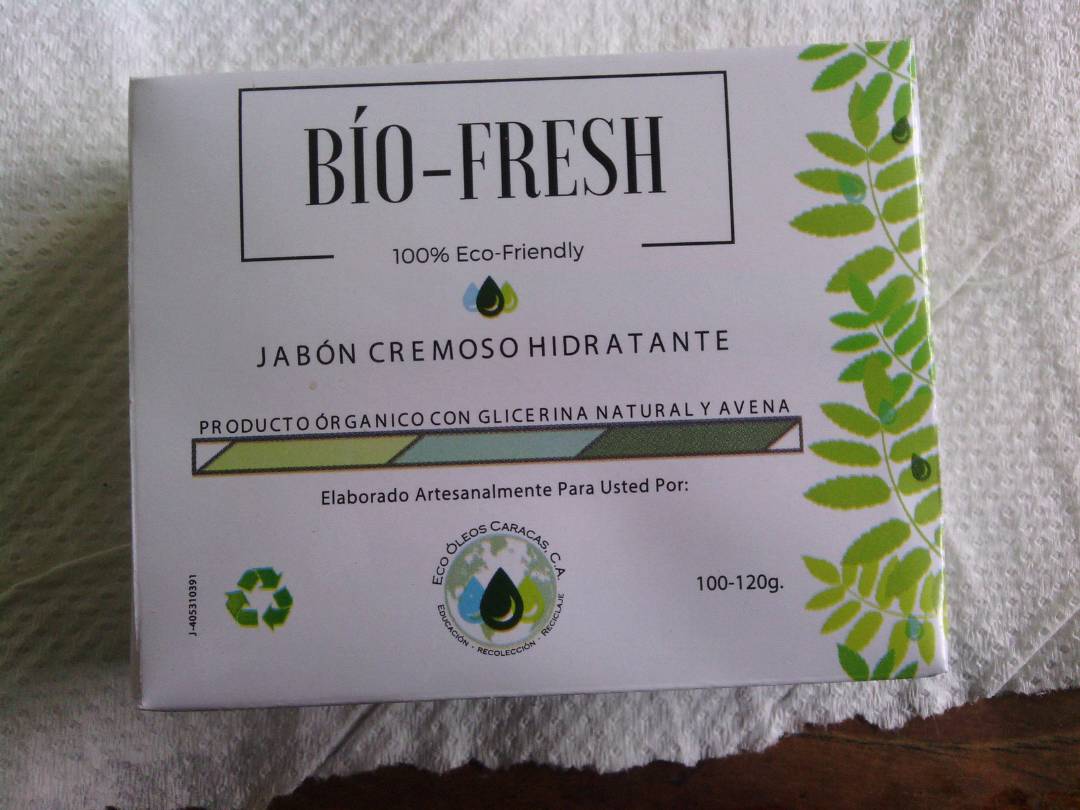 BÍO-FRESH
100% Eco-Friendly
JABÓN CREMOSO HIDRATANTE
PRODUCTO ÓRGANICO CON GLICERINA NATURAL Y AVENA
Elaborado Artesanalmente Para Usted Por:
ECO ÓLEOS CARACAS, C.A.
EDUCACIÓN · RECOLECCIÓN · RECICLAJE
100-120g.
J-405310391